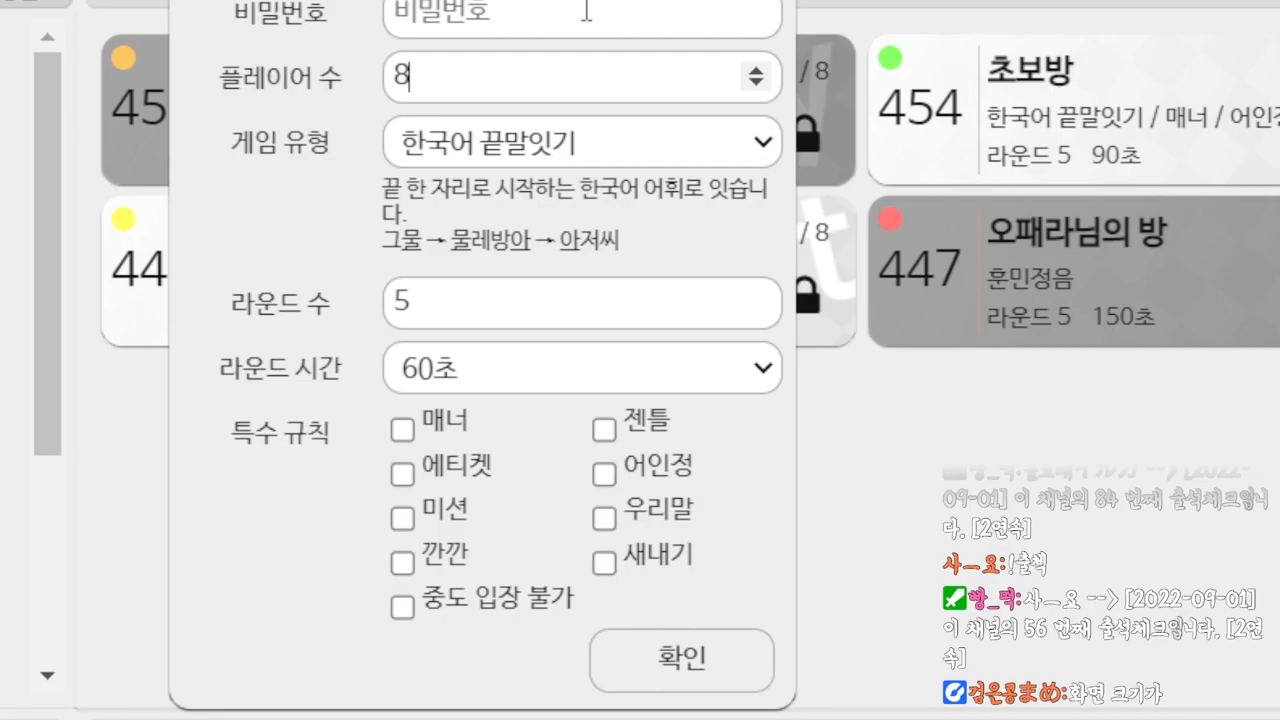 비밀번호
비밀번호
플레이어 수
8
게임 유형
한국어 끝말잇기
끝 한 자리로 시작하는 한국어 어휘로 잇습니
다.
그물 → 물레방아 → 아저씨
라운드 수
5
라운드 시간
60초
특수 규칙
매너
젠틀
에티켓
어인정
미션
우리말
깐깐
새내기
중도 입장 불가
확인
45
/ 8
44
/ 8
454
초보방
한국어 끝말잇기 / 매너 / 어인정
라운드 5 90초
447
오패라님의 방
훈민정음
라운드 5 150초
09-01] 이 채널의 84 번째 출석체크입니
다. [2연속]
사ㅡ요:!출책
빵_떡:사ㅡ요 --> [2022-09-01]
이 채널의 56 번째 출석체크입니다. [2연
속]
검은콩まめ:화면 크기가